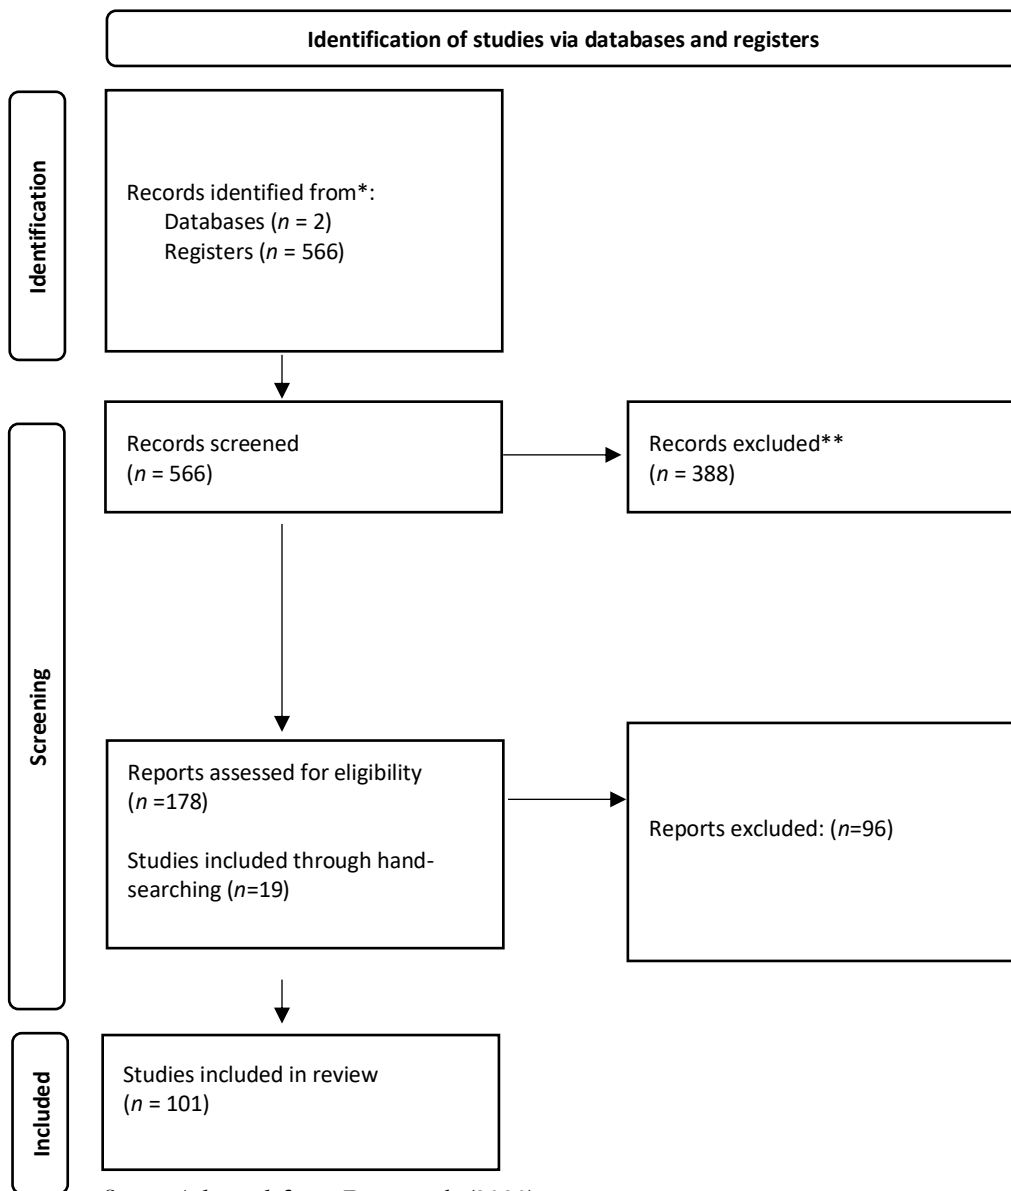 Identification of studies via databases and registers
Identification
Records identified from*:
Databases (n = 2)
Registers (n = 566)
Screening
Records screened
(n = 566)
Records excluded**
(n = 388)
Reports assessed for eligibility
(n =178)
Studies included through hand-
searching (n=19)
Reports excluded: (n=96)
Included
Studies included in review
(n = 101)